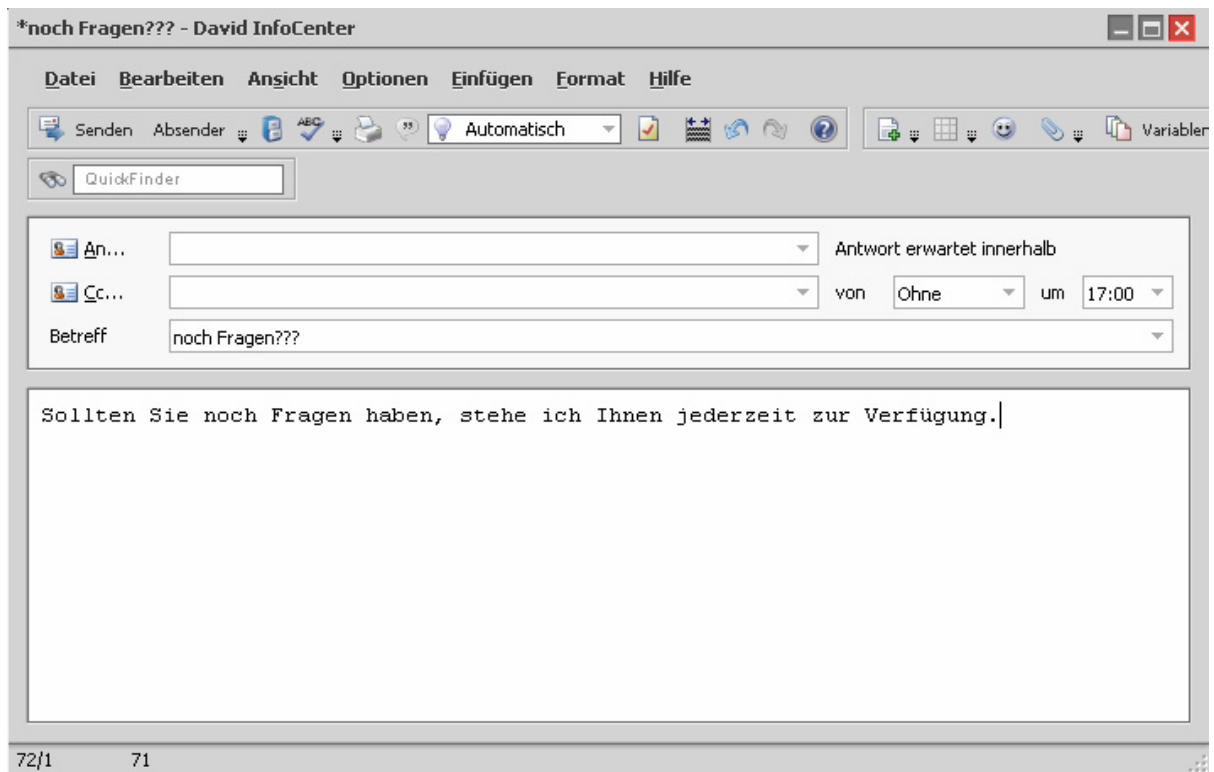 *noch Fragen??? - David InfoCenter
Datei Bearbeiten Ansicht Optionen Einfügen Format Hilfe
Senden Absender ABC Automatisch Variablen
QuickFinder
An... Antwort erwartet innerhalb
Cc... von Ohne um 17:00
Betreff noch Fragen???
Sollten Sie noch Fragen haben, stehe ich Ihnen jederzeit zur Verfügung.
72/1 71